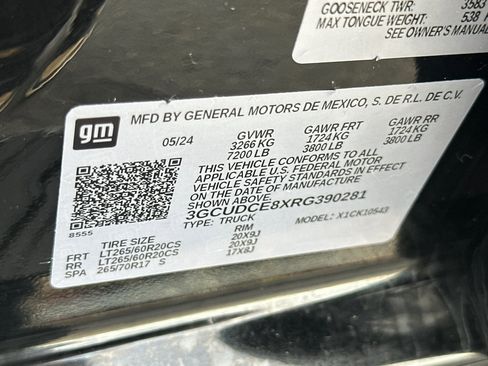 GOOSENECK TWR: 3583
MAX TONGUE WEIGHT: 538
SEE OWNER'S MANUAL
gm
MFD BY GENERAL MOTORS DE MEXICO, S. DE R.L. DE C.V.
05/24 GVWR GAWR FRT GAWR RR
3266 KG 1724 KG 1724 KG
7200 LB 3800 LB 3800 LB
THIS VEHICLE CONFORMS TO ALL
APPLICABLE U.S. FEDERAL MOTOR
VEHICLE SAFETY STANDARDS IN EFFECT
ON THE DATE OF MANUFACTURE SHOWN ABOVE.
3GCUDCE8XRG390281
8555 TYPE: TRUCK MODEL: X1CK10543
TIRE SIZE RIM
FRT LT265/60R20CS 20X9J
RR LT265/60R20CS 20X9J
SPA 265/70R17 S 17X8J